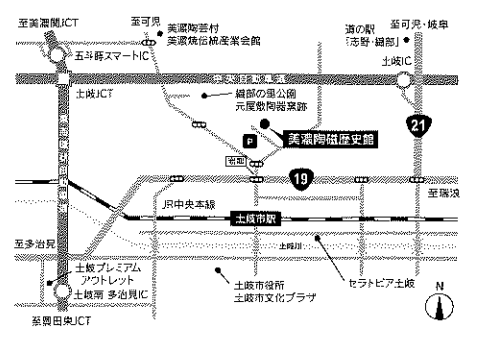 至美濃関JCT
至可児
美濃陶芸村
美濃焼伝統産業会館
至可児・岐阜
道の駅
「志野・織部」
五斗蒔スマートIC
土岐IC
中央自動車道
土岐JCT
織部の里公園
元屋敷陶器窯跡
21
P
美濃陶磁歴史館
19
至瑞浪
JR中央本線
土岐市駅
至多治見
土岐川
土岐プレミアム
アウトレット
土岐南 多治見IC
土岐市役所
土岐市文化プラザ
セラトピア土岐
N
至豊田東JCT